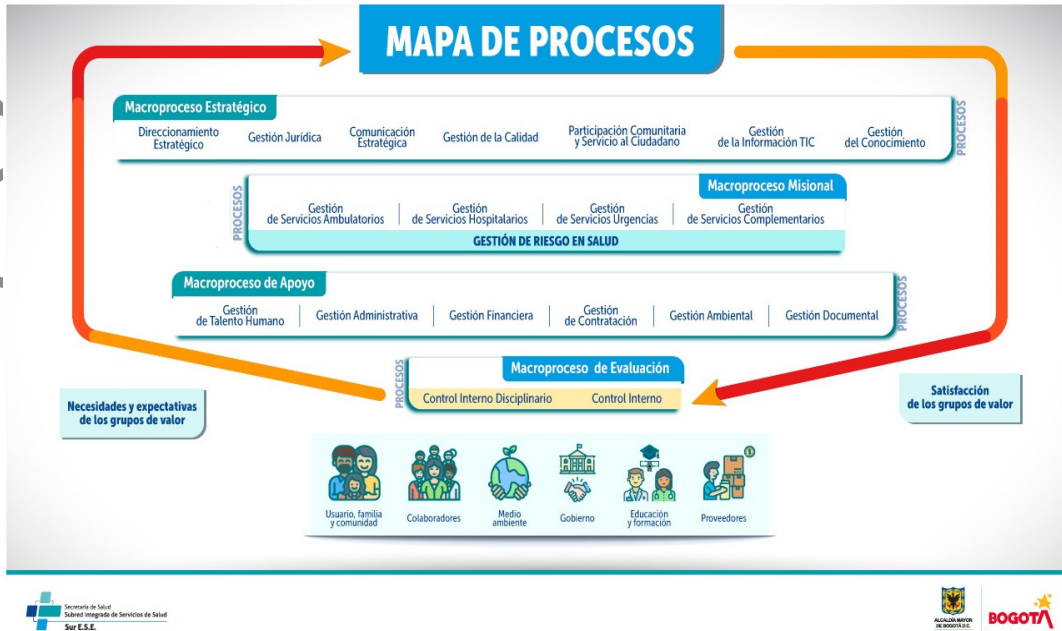 MAPA DE PROCESOS
Macroproceso Estratégico
Direccionamiento
Estratégico
Gestión Jurídica
Comunicación
Estratégica
Gestión de la Calidad
Participación Comunitaria
y Servicio al Ciudadano
Gestión
de la Información TIC
Gestión
del Conocimiento
PROCESOS
PROCESOS
Macroproceso Misional
Gestión
de Servicios Ambulatorios
Gestión
de Servicios Hospitalarios
Gestión
de Servicios Urgencias
Gestión
de Servicios Complementarios
GESTIÓN DE RIESGO EN SALUD
Macroproceso de Apoyo
Gestión
de Talento Humano
Gestión Administrativa
Gestión Financiera
Gestión
de Contratación
Gestión Ambiental
Gestión Documental
PROCESOS
PROCESOS
Macroproceso de Evaluación
Control Interno Disciplinario
Control Interno
Necesidades y expectativas
de los grupos de valor
Satisfacción
de los grupos de valor
Usuario, familia
y comunidad
Colaboradores
Medio
ambiente
Gobierno
Educación
y formación
Proveedores
Secretaría de Salud
Subred Integrada de Servicios de Salud
Sur E.S.E.
ALCALDÍA MAYOR
DE BOGOTÁ D.C.
BOGOTÁ